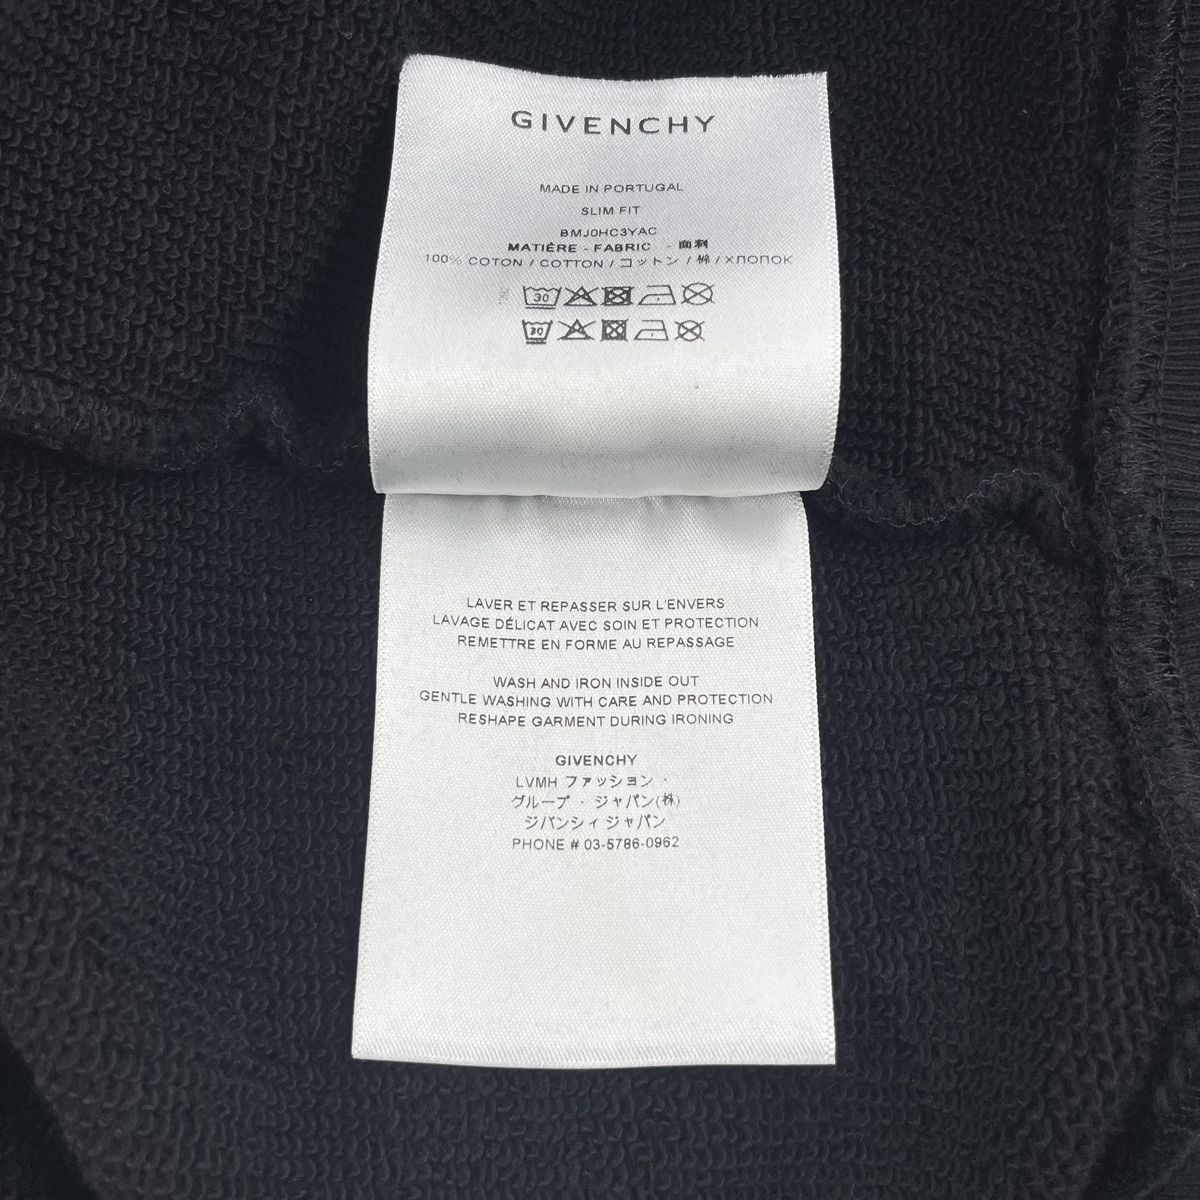 GIVENCHY
MADE IN PORTUGAL
SLIM FIT
BMJ0HC3YAC
MATIÈRE - FABRIC - 面料
100% COTON / COTTON / コットン / 棉 / ХЛОПОК
30
30
LAVER ET REPASSER SUR L'ENVERS
LAVAGE DÉLICAT AVEC SOIN ET PROTECTION
REMETTRE EN FORME AU REPASSAGE
WASH AND IRON INSIDE OUT
GENTLE WASHING WITH CARE AND PROTECTION
RESHAPE GARMENT DURING IRONING
GIVENCHY
LVMH ファッション ·
グループ · ジャパン(株)
ジバンシィ ジャパン
PHONE # 03-5786-0962